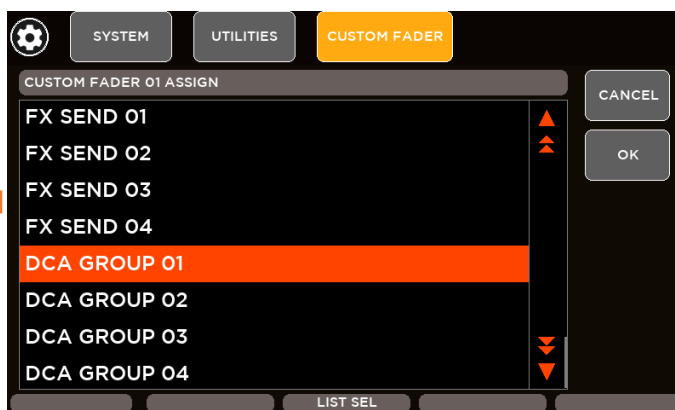 SYSTEM
UTILITIES
CUSTOM FADER
CUSTOM FADER 01 ASSIGN
CANCEL
OK
FX SEND 01
FX SEND 02
FX SEND 03
FX SEND 04
DCA GROUP 01
DCA GROUP 02
DCA GROUP 03
DCA GROUP 04
LIST SEL